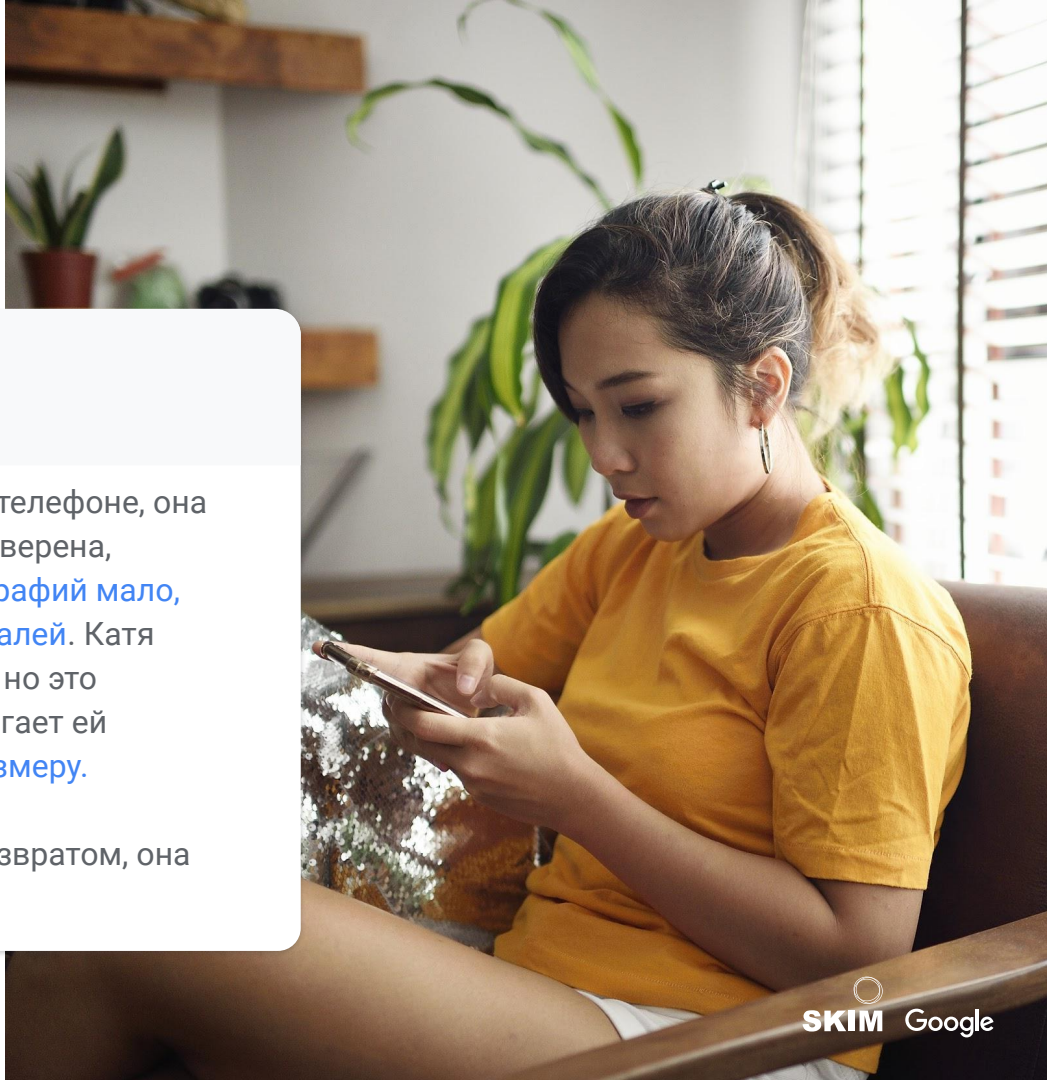 телефоне, она
верена,
рафий мало,
алей. Катя
но это
гает ей
змеру.
звратом, она
SKIM Google